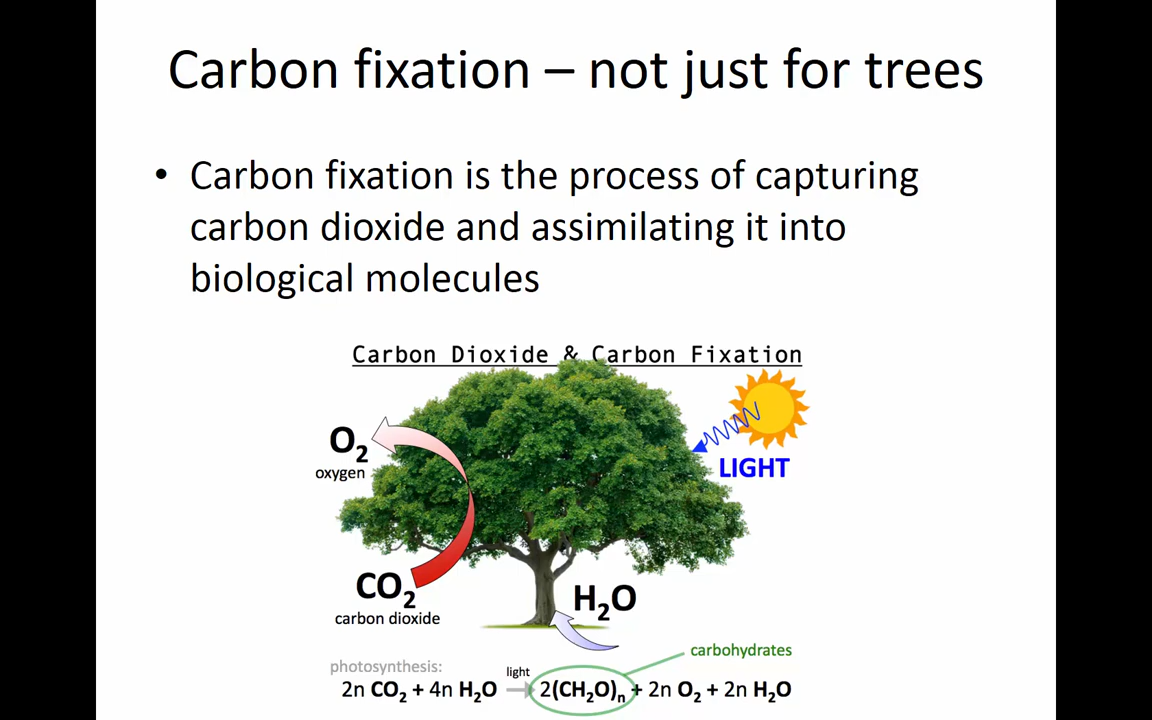 Carbon fixation – not just for trees
• Carbon fixation is the process of capturing
carbon dioxide and assimilating it into
biological molecules
Carbon Dioxide & Carbon Fixation
O₂
oxygen
LIGHT
CO₂
carbon dioxide
H₂O
carbohydrates
photosynthesis:
light
2n CO₂ + 4n H₂O → 2(CH₂O)ₙ + 2n O₂ + 2n H₂O